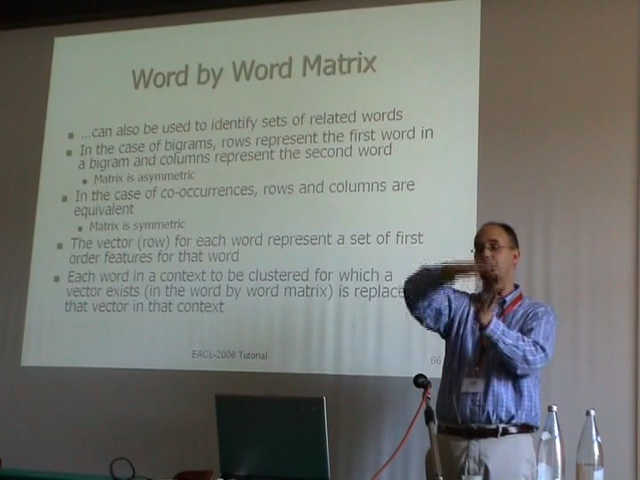 Word by Word Matrix
...can also be used to identify sets of related words
In the case of bigrams, rows represent the first word in
a bigram and columns represent the second word
Matrix is asymmetric
In the case of co-occurrences, rows and columns are
equivalent
Matrix is symmetric
The vector (row) for each word represent a set of first
order features for that word
Each word in a context to be clustered for which a
vector exists (in the word by word matrix) is replace
that vector in that context
EACL-2006 Tutorial
66